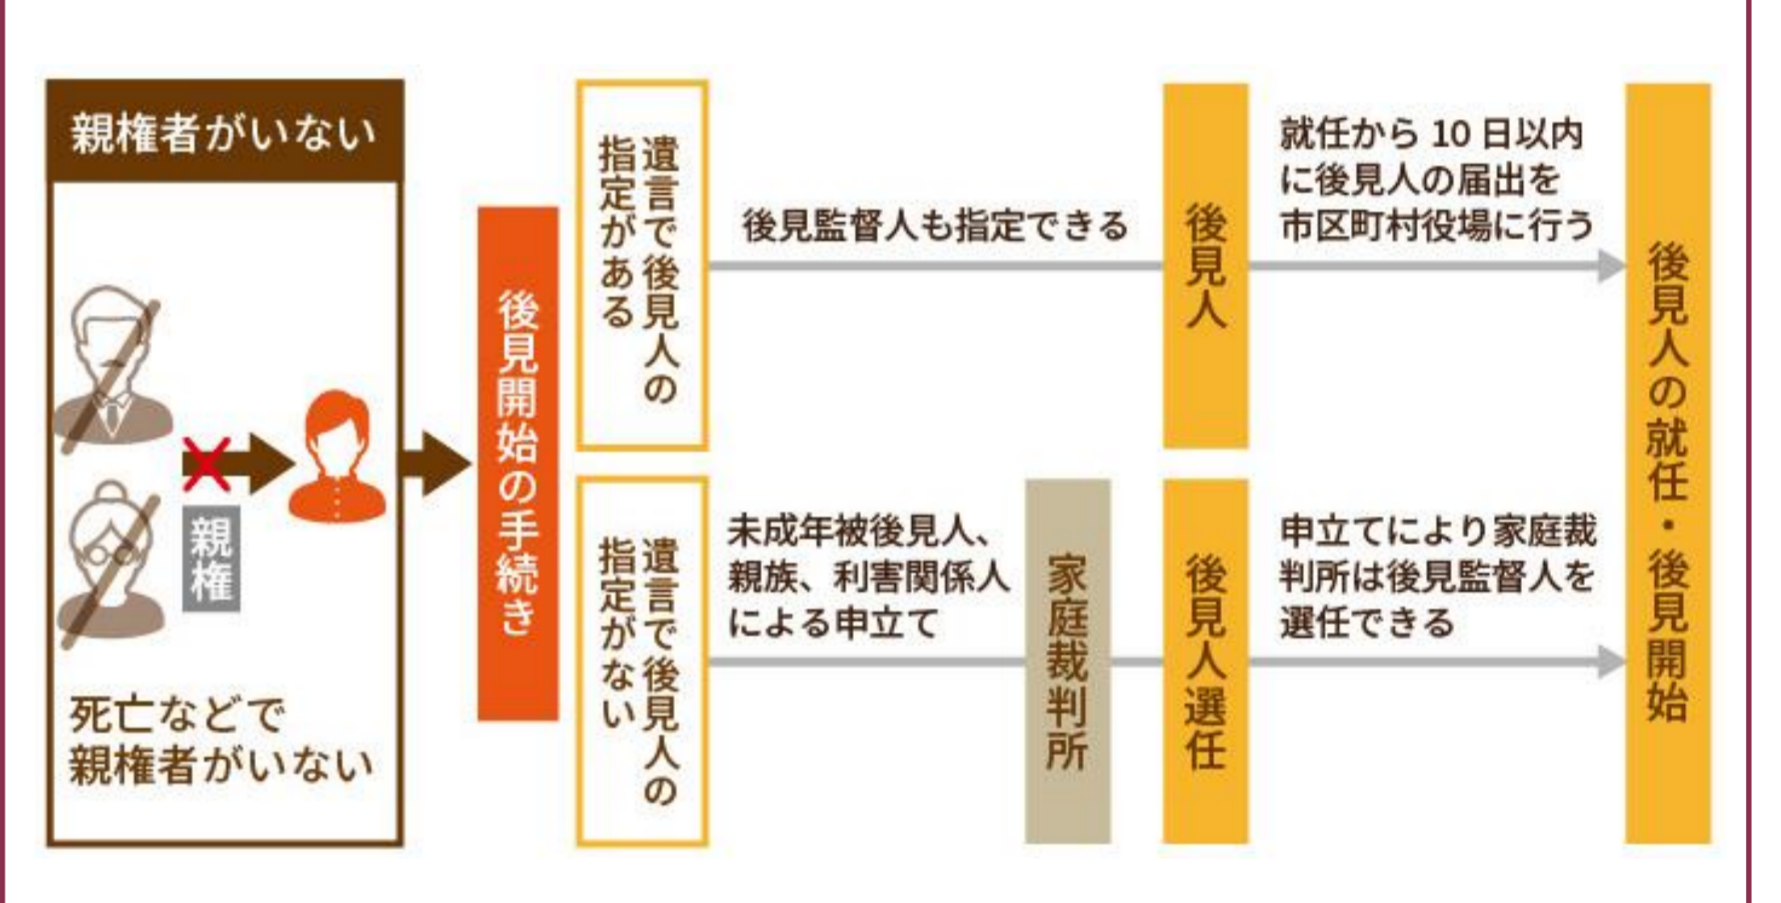 親権者がいない
親権
死亡などで
親権者がいない
後見開始の手続き
遺言で後見人の
指定がある
後見監督人も指定できる
後見人
就任から 10 日以内
に後見人の届出を
市区町村役場に行う
遺言で後見人の
指定がない
未成年被後見人、
親族、利害関係人
による申立て
家庭裁判所
後見人選任
申立てにより家庭裁
判所は後見監督人を
選任できる
後見人の就任・後見開始